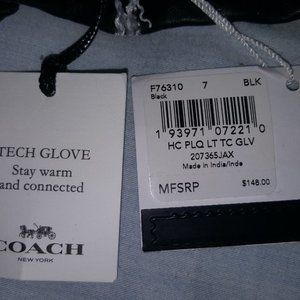 TECH GLOVE
Stay warm
and connected
COACH
NEW YORK
F76310 7 BLK
Black
1 93971 07221 0
HC PLQ LT TC GLV
207365JAX
Made in India/Inde
MFSRP $148.00